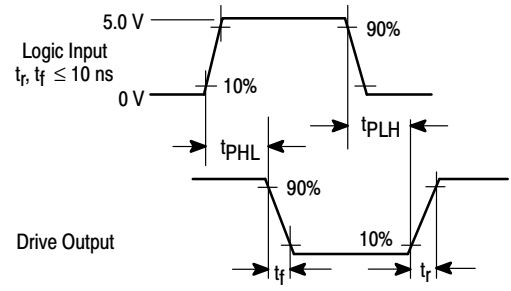 5.0 V
90%
Logic Input
tr, tf ≤ 10 ns
10%
0 V
tPHL
tPLH
90%
Drive Output
10%
tf
tr